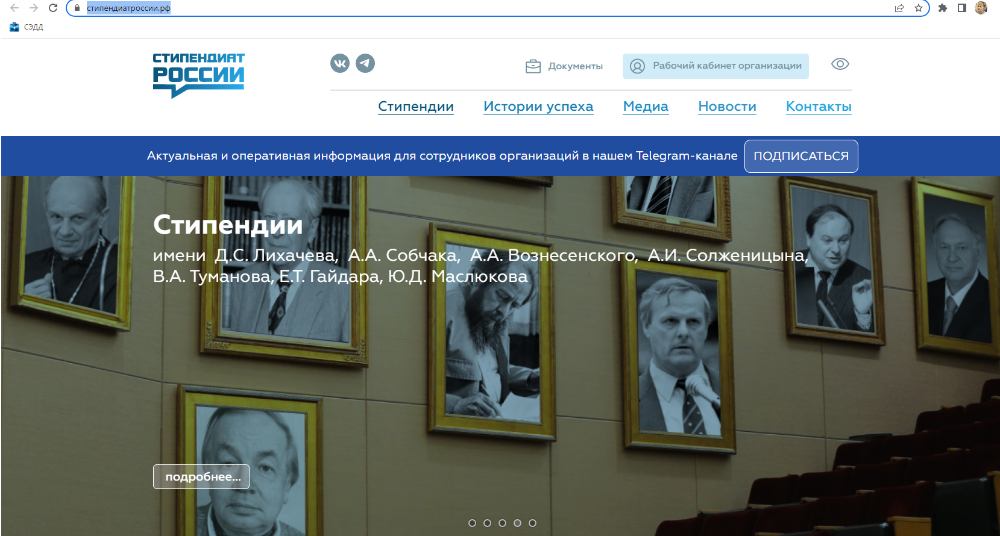 стипендиатроссии.рф
СЭДД
СТИПЕНДИАТ
РОССИИ
Документы
Рабочий кабинет организации
Стипендии
Истории успеха
Медиа
Новости
Контакты
Актуальная и оперативная информация для сотрудников организаций в нашем Telegram-канале
ПОДПИСАТЬСЯ
Стипендии
имени Д.С. Лихачева, А.А. Собчака, А.А. Вознесенского, А.И. Солженицына,
В.А. Туманова, Е.Т. Гайдара, Ю.Д. Маслюкова
подробнее...